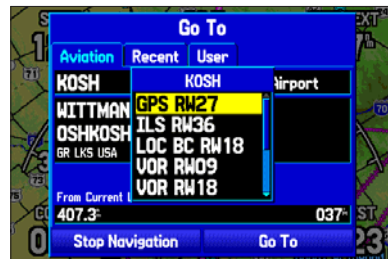 Go To
Aviation Recent User
KOSH
KOSH
Airport
WITTMAN
OSHKOSH
GR LKS USA
GPS RW27
ILS RW36
LOC BC RW18
VOR RW09
VOR RW18
From Current
407.3
037
Stop Navigation
Go To